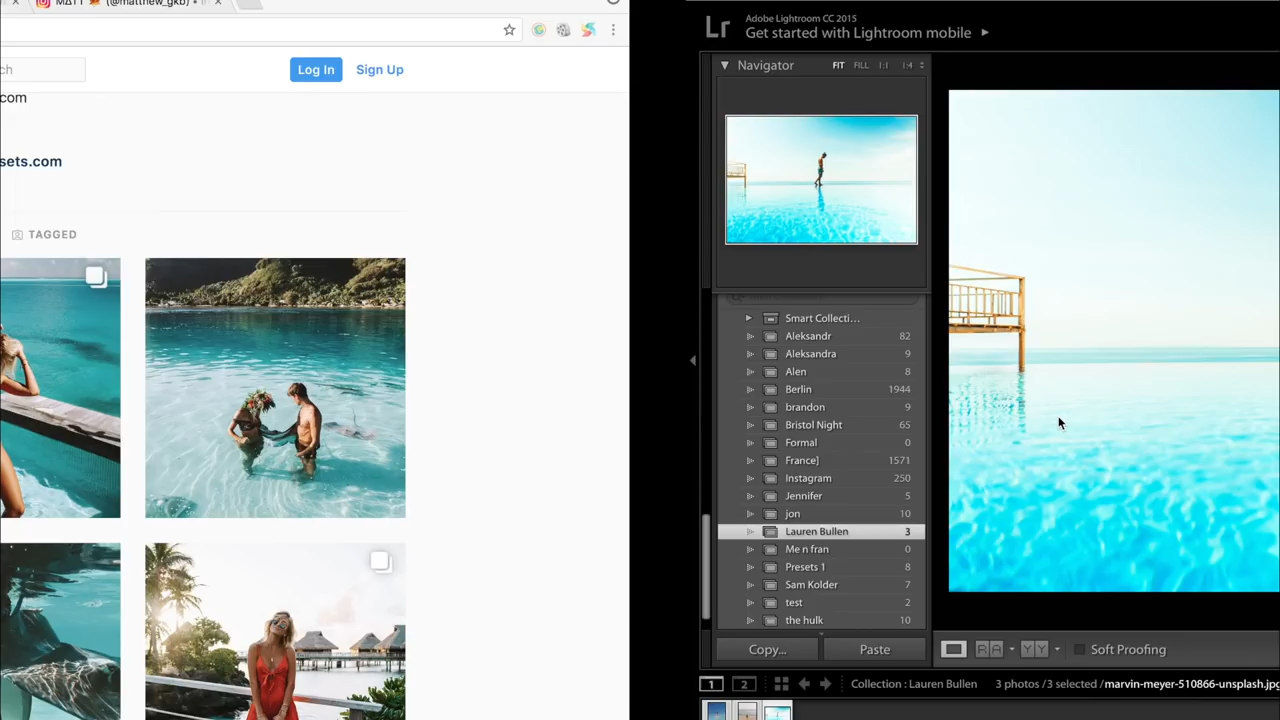 MATT (@matthew_gkb) •
ch
Log In
Sign Up
com
sets.com
TAGGED
Lr
Adobe Lightroom CC 2015
Get started with Lightroom mobile
Navigator
FIT
FILL
1:1
1:4
Smart Collecti...
Aleksandr 82
Aleksandra 9
Alen 8
Berlin 1944
brandon 9
Bristol Night 65
Formal 0
France] 1571
Instagram 250
Jennifer 5
jon 10
Lauren Bullen 3
Me n fran 0
Presets 1 8
Sam Kolder 7
test 2
the hulk 10
Copy...
Paste
RA
YY
Soft Proofing
1
2
Collection : Lauren Bullen
3 photos /3 selected /marvin-meyer-510866-unsplash.jpg